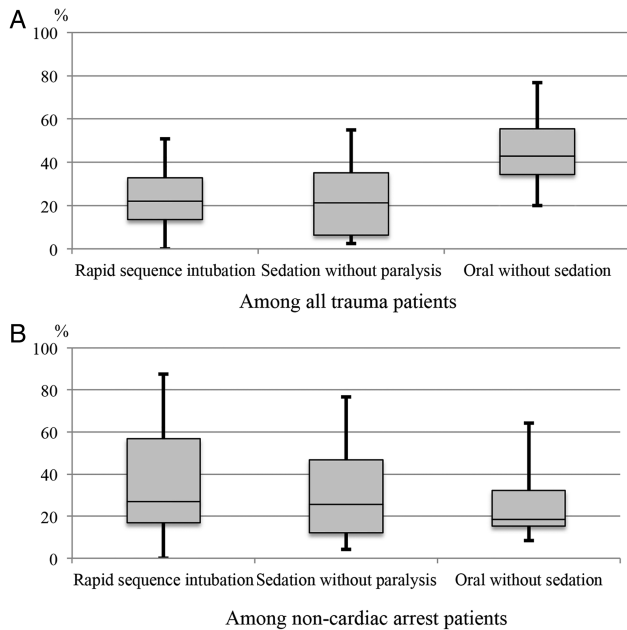 A
%
100
80
60
40
20
0
Rapid sequence intubation Sedation without paralysis Oral without sedation
Among all trauma patients
B
%
100
80
60
40
20
0
Rapid sequence intubation Sedation without paralysis Oral without sedation
Among non-cardiac arrest patients